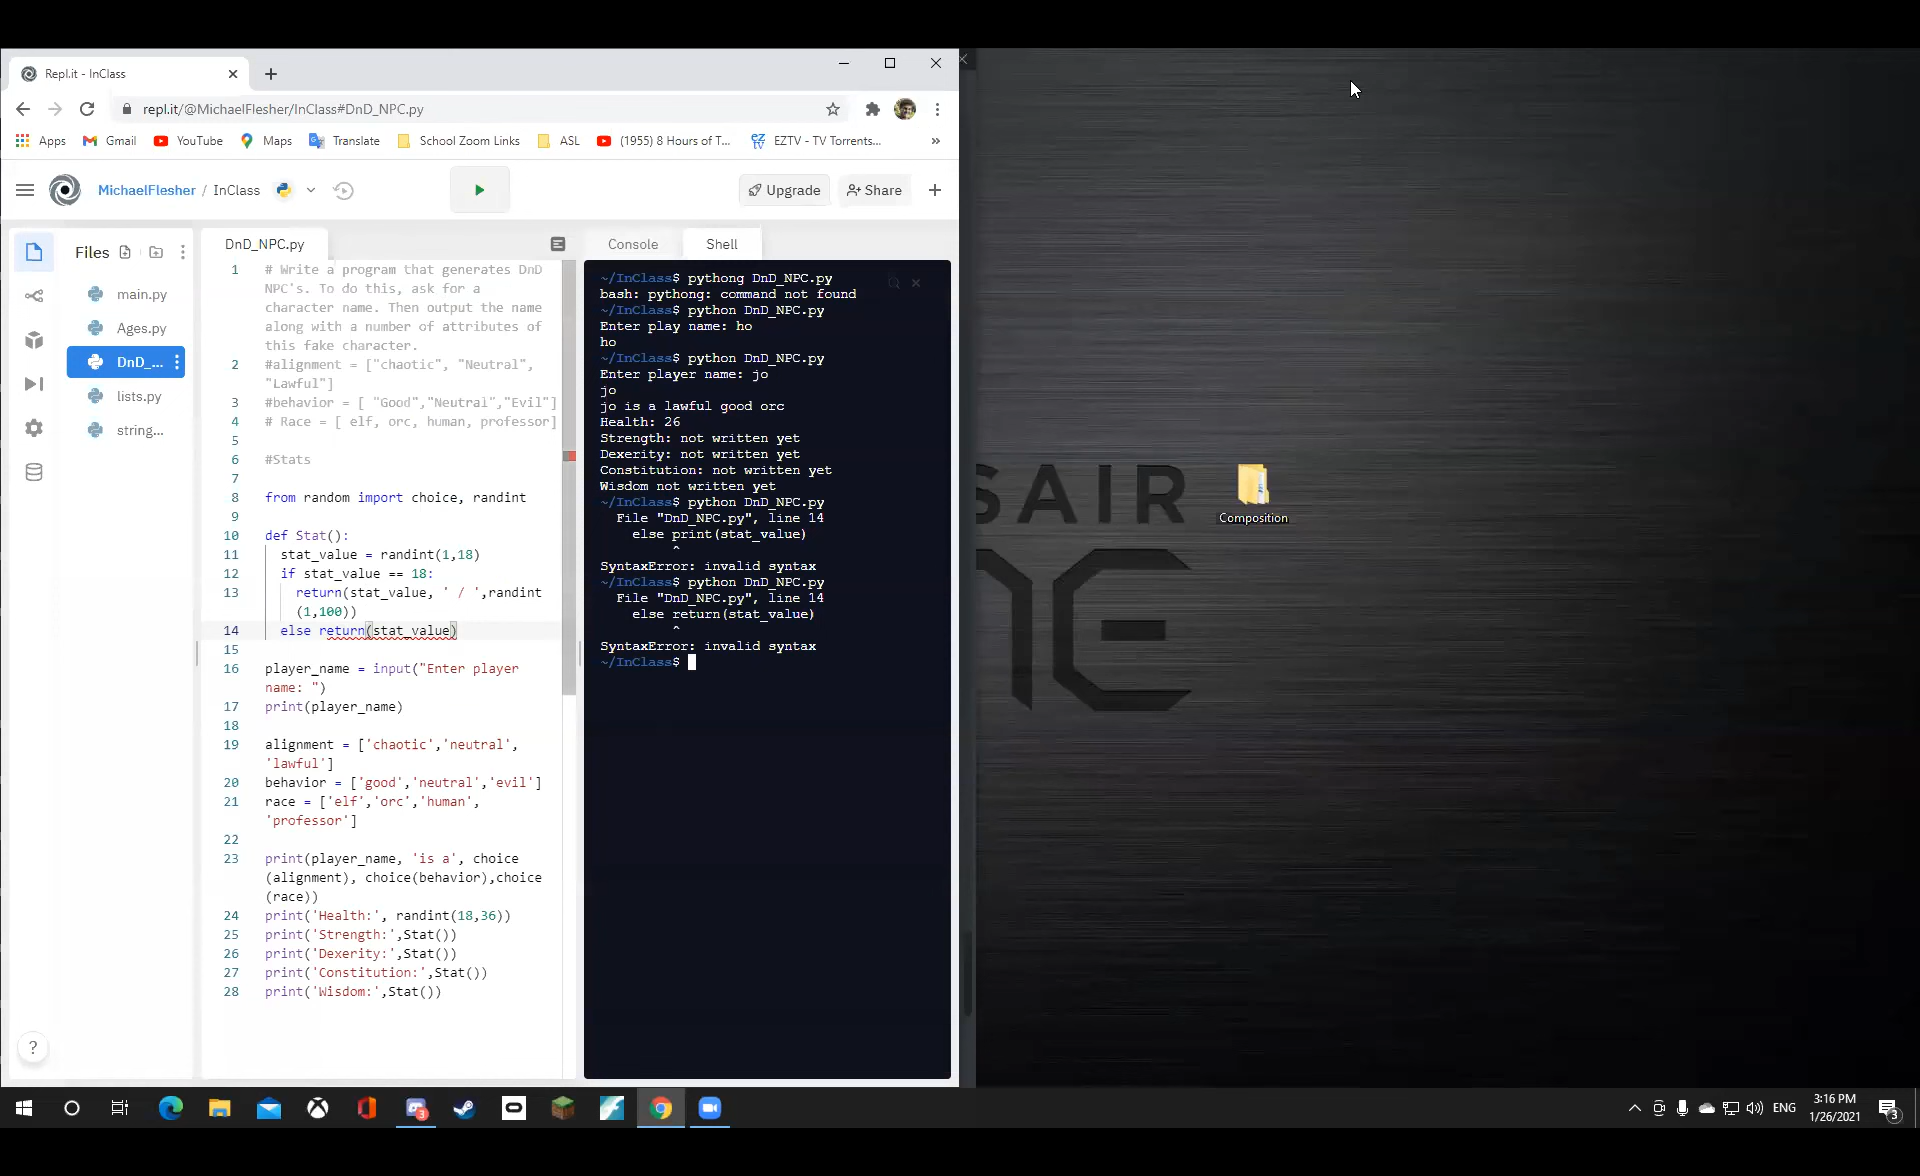 Repl.it - InClass
repl.it/@MichaelFlesher/InClass#DnD_NPC.py
Apps Gmail YouTube Maps Translate School Zoom Links ASL (1955) 8 Hours of T... EZTV - TV Torrents... »
MichaelFlesher / InClass Upgrade Share
Files
main.py
Ages.py
DnD_...
lists.py
string...
DnD_NPC.py
1 # Write a program that generates DnD
NPC's. To do this, ask for a
character name. Then output the name
along with a number of attributes of
this fake character.
2 #alignment = ["chaotic", "Neutral",
"Lawful"]
3 #behavior = [ "Good","Neutral","Evil"]
4 # Race = [ elf, orc, human, professor]
5
6 #Stats
7
8 from random import choice, randint
9
10 def Stat():
11 stat_value = randint(1,18)
12 if stat_value == 18:
13 return(stat_value, ' / ',randint
(1,100))
14 else return(stat_value)
15
16 player_name = input("Enter player
name: ")
17 print(player_name)
18
19 alignment = ['chaotic','neutral',
'lawful']
20 behavior = ['good','neutral','evil']
21 race = ['elf','orc','human',
'professor']
22
23 print(player_name, 'is a', choice
(alignment), choice(behavior),choice
(race))
24 print('Health:', randint(18,36))
25 print('Strength:',Stat())
26 print('Dexerity:',Stat())
27 print('Constitution:',Stat())
28 print('Wisdom:',Stat())
Console Shell
~/InClass$ pythong DnD_NPC.py
bash: pythong: command not found
~/InClass$ python DnD_NPC.py
Enter play name: ho
ho
~/InClass$ python DnD_NPC.py
Enter player name: jo
jo
jo is a lawful good orc
Health: 26
Strength: not written yet
Dexerity: not written yet
Constitution: not written yet
Wisdom not written yet
~/InClass$ python DnD_NPC.py
File "DnD_NPC.py", line 14
else print(stat_value)
^
SyntaxError: invalid syntax
~/InClass$ python DnD_NPC.py
File "DnD_NPC.py", line 14
else return(stat_value)
^
SyntaxError: invalid syntax
~/InClass$
?
SAIR
Composition
3
ENG
3:16 PM
1/26/2021
3